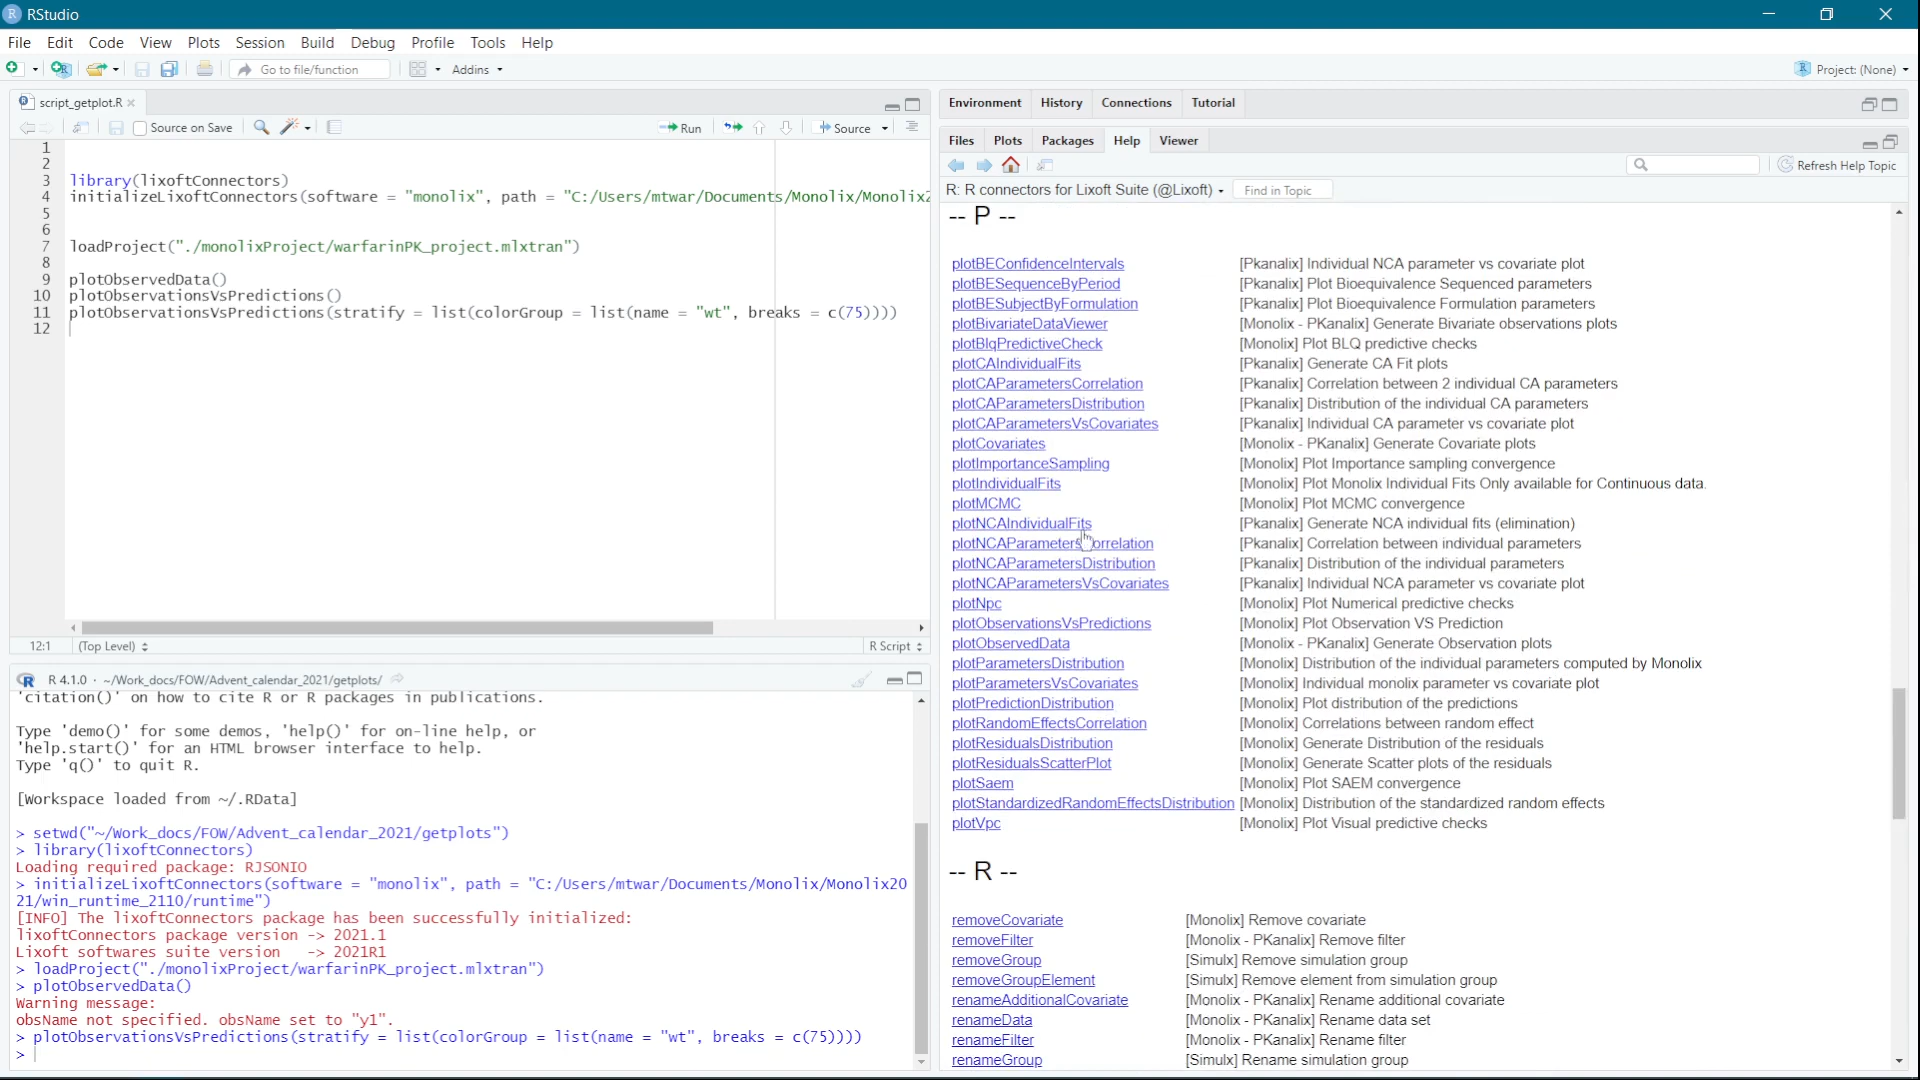 RStudio
File Edit Code View Plots Session Build Debug Profile Tools Help
Go to file/function Addins Project: (None)
script_getplot.R
Source on Save Run Source
1
2
3 library(lixoftConnectors)
4 initializeLixoftConnectors(software = "monolix", path = "C:/Users/mtwar/Documents/Monolix/Monolix2
5
6
7 loadProject("./monolixProject/warfarinPK_project.mlxtran")
8
9 plotObservedData()
10 plotObservationsVsPredictions()
11 plotObservationsVsPredictions(stratify = list(colorGroup = list(name = "wt", breaks = c(75))))
12
12:1 (Top Level) R Script
R 4.1.0 · ~/Work_docs/FOW/Advent_calendar_2021/getplots/
'citation()' on how to cite R or R packages in publications.
Type 'demo()' for some demos, 'help()' for on-line help, or
'help.start()' for an HTML browser interface to help.
Type 'q()' to quit R.
[Workspace loaded from ~/.RData]
> setwd("~/Work_docs/FOW/Advent_calendar_2021/getplots")
> library(lixoftConnectors)
Loading required package: RJSONIO
> initializeLixoftConnectors(software = "monolix", path = "C:/Users/mtwar/Documents/Monolix/Monolix20
21/win_runtime_2110/runtime")
[INFO] The lixoftConnectors package has been successfully initialized:
lixoftConnectors package version -> 2021.1
Lixoft softwares suite version -> 2021R1
> loadProject("./monolixProject/warfarinPK_project.mlxtran")
> plotObservedData()
Warning message:
obsName not specified. obsName set to "y1".
> plotObservationsVsPredictions(stratify = list(colorGroup = list(name = "wt", breaks = c(75))))
>
Environment History Connections Tutorial
Files Plots Packages Help Viewer
Refresh Help Topic
R: R connectors for Lixoft Suite (@Lixoft) Find in Topic
-- P --
plotBEConfidenceIntervals [Pkanalix] Individual NCA parameter vs covariate plot
plotBESequenceByPeriod [Pkanalix] Plot Bioequivalence Sequenced parameters
plotBESubjectByFormulation [Pkanalix] Plot Bioequivalence Formulation parameters
plotBivariateDataViewer [Monolix - PKanalix] Generate Bivariate observations plots
plotBlqPredictiveCheck [Monolix] Plot BLQ predictive checks
plotCAIndividualFits [Pkanalix] Generate CA Fit plots
plotCAParametersCorrelation [Pkanalix] Correlation between 2 individual CA parameters
plotCAParametersDistribution [Pkanalix] Distribution of the individual CA parameters
plotCAParametersVsCovariates [Pkanalix] Individual CA parameter vs covariate plot
plotCovariates [Monolix - PKanalix] Generate Covariate plots
plotImportanceSampling [Monolix] Plot Importance sampling convergence
plotIndividualFits [Monolix] Plot Monolix Individual Fits Only available for Continuous data.
plotMCMC [Monolix] Plot MCMC convergence
plotNCAIndividualFits [Pkanalix] Generate NCA individual fits (elimination)
plotNCAParametersCorrelation [Pkanalix] Correlation between individual parameters
plotNCAParametersDistribution [Pkanalix] Distribution of the individual parameters
plotNCAParametersVsCovariates [Pkanalix] Individual NCA parameter vs covariate plot
plotNpc [Monolix] Plot Numerical predictive checks
plotObservationsVsPredictions [Monolix] Plot Observation VS Prediction
plotObservedData [Monolix - PKanalix] Generate Observation plots
plotParametersDistribution [Monolix] Distribution of the individual parameters computed by Monolix
plotParametersVsCovariates [Monolix] Individual monolix parameter vs covariate plot
plotPredictionDistribution [Monolix] Plot distribution of the predictions
plotRandomEffectsCorrelation [Monolix] Correlations between random effect
plotResidualsDistribution [Monolix] Generate Distribution of the residuals
plotResidualsScatterPlot [Monolix] Generate Scatter plots of the residuals
plotSaem [Monolix] Plot SAEM convergence
plotStandardizedRandomEffectsDistribution [Monolix] Distribution of the standardized random effects
plotVpc [Monolix] Plot Visual predictive checks
-- R --
removeCovariate [Monolix] Remove covariate
removeFilter [Monolix - PKanalix] Remove filter
removeGroup [Simulx] Remove simulation group
removeGroupElement [Simulx] Remove element from simulation group
renameAdditionalCovariate [Monolix - PKanalix] Rename additional covariate
renameData [Monolix - PKanalix] Rename data set
renameFilter [Monolix - PKanalix] Rename filter
renameGroup [Simulx] Rename simulation group